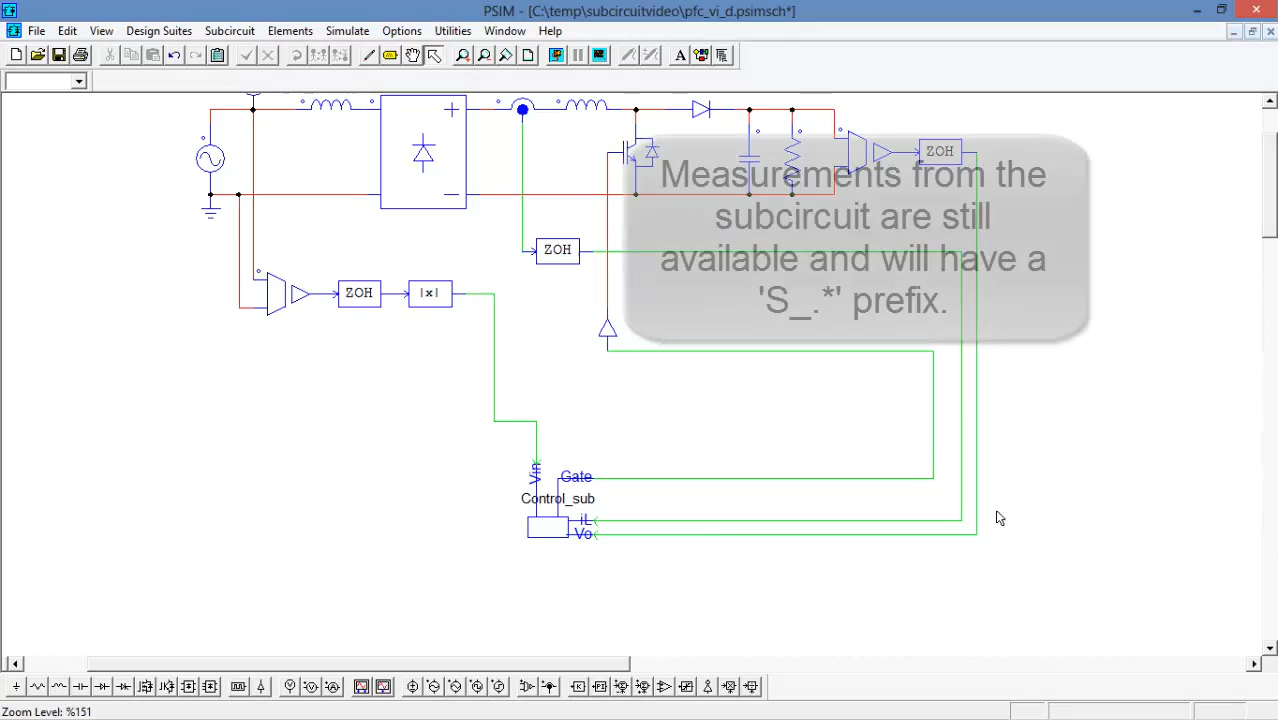 PSIM - [C:\temp\subcircuitvideo\pfc_vi_d.psimsch*]
File Edit View Design Suites Subcircuit Elements Simulate Options Utilities Window Help
A
ZOH
Measurements from the
subcircuit are still
available and will have a
'S_.*' prefix.
ZOH
ZOH
|x|
Vin
Gate
Control_sub
iL
Vo
Zoom Level: %151